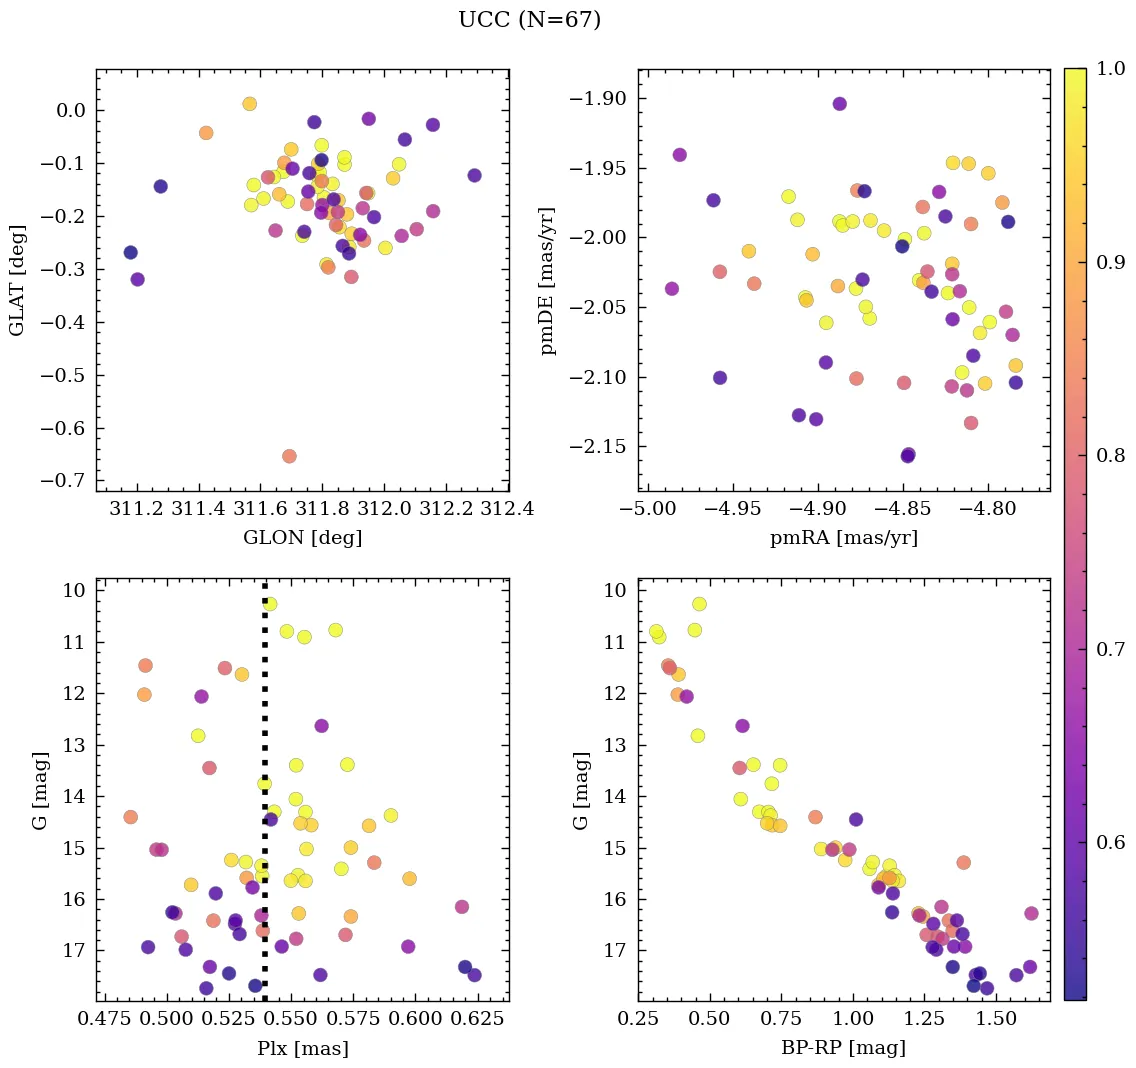 UCC (N=67)
0.0
−0.1
−0.2
−0.3
−0.4
−0.5
−0.6
−0.7
GLAT [deg]
311.2 311.4 311.6 311.8 312.0 312.2 312.4
GLON [deg]
−1.90
−1.95
−2.00
−2.05
−2.10
−2.15
pmDE [mas/yr]
−5.00 −4.95 −4.90 −4.85 −4.80
pmRA [mas/yr]
1.0
0.9
0.8
0.7
0.6
10
11
12
13
14
15
16
17
G [mag]
0.475 0.500 0.525 0.550 0.575 0.600 0.625
Plx [mas]
10
11
12
13
14
15
16
17
G [mag]
0.25 0.50 0.75 1.00 1.25 1.50
BP-RP [mag]